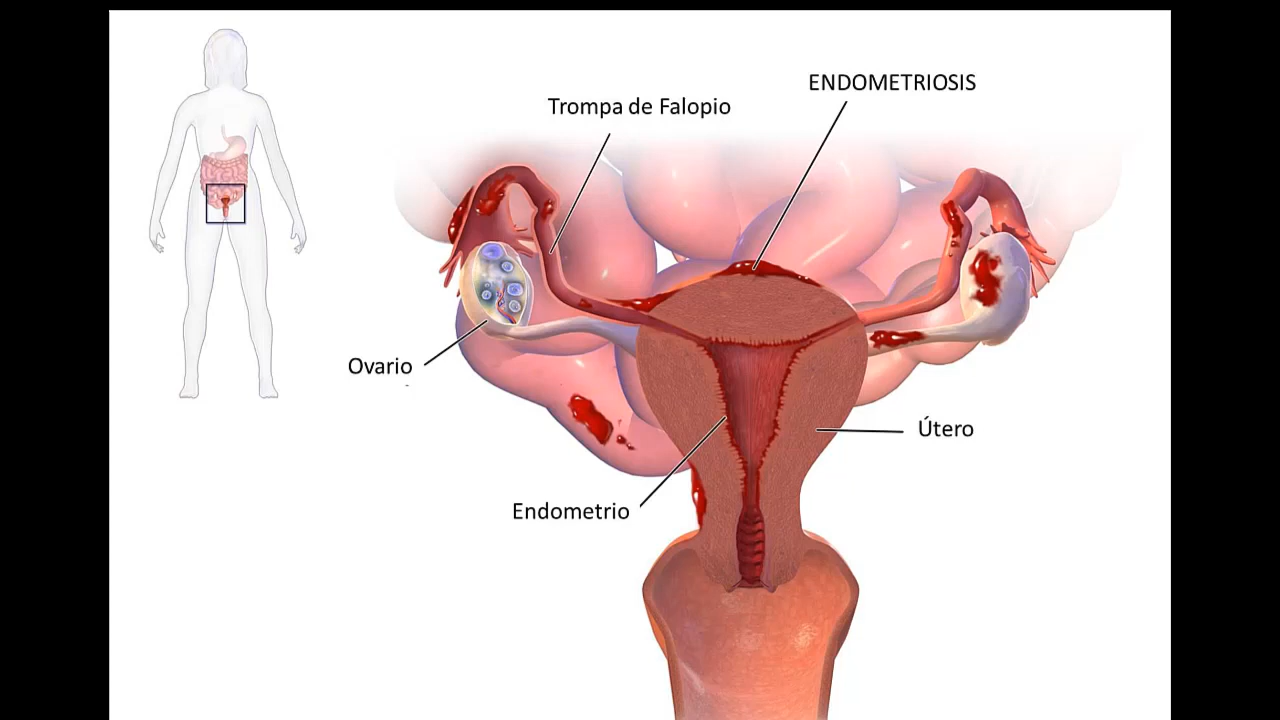 ENDOMETRIOSIS
Trompa de Falopio
Ovario
Útero
Endometrio